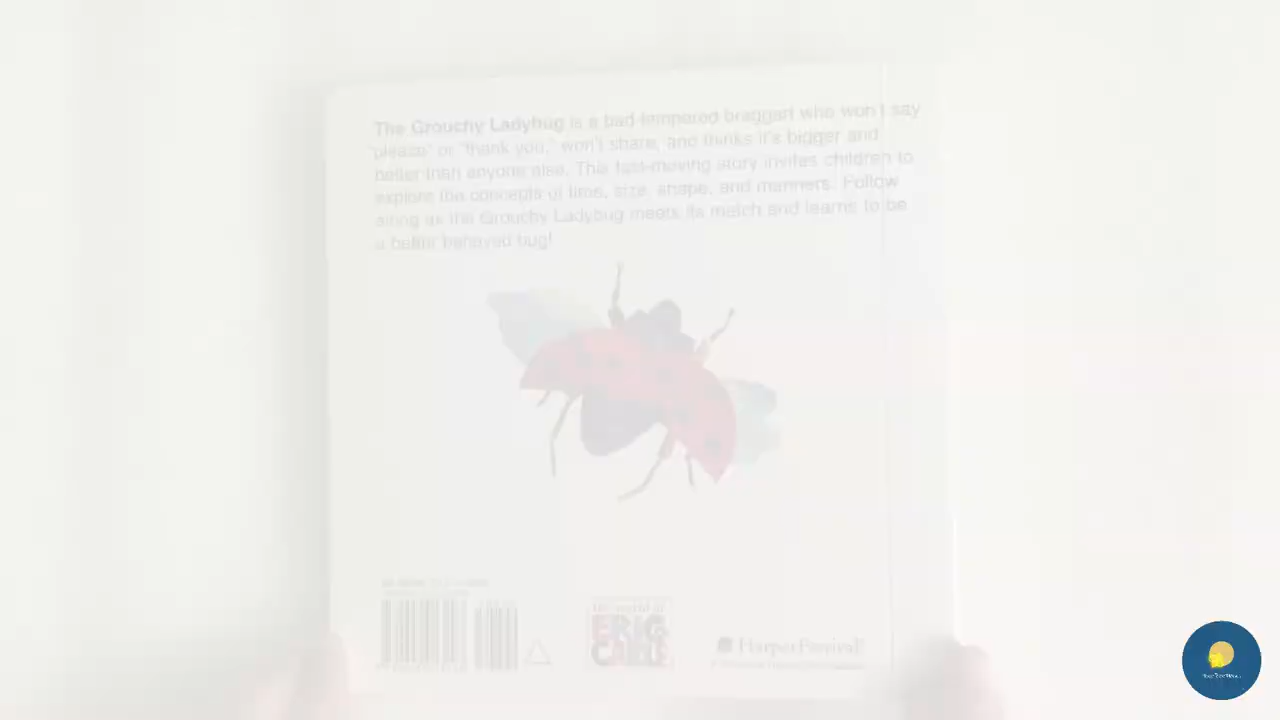 The Grouchy Ladybug is a bad-tempered braggart who won't say
"please" or "thank you," won't share, and thinks it's bigger and
better than anyone else. This fast-moving story invites children to
explore the concepts of time, size, shape, and manners. Follow
along as the Grouchy Ladybug meets its match and learns to be
a better behaved bug!
the world of
ERIC
CARLE
HarperFestival